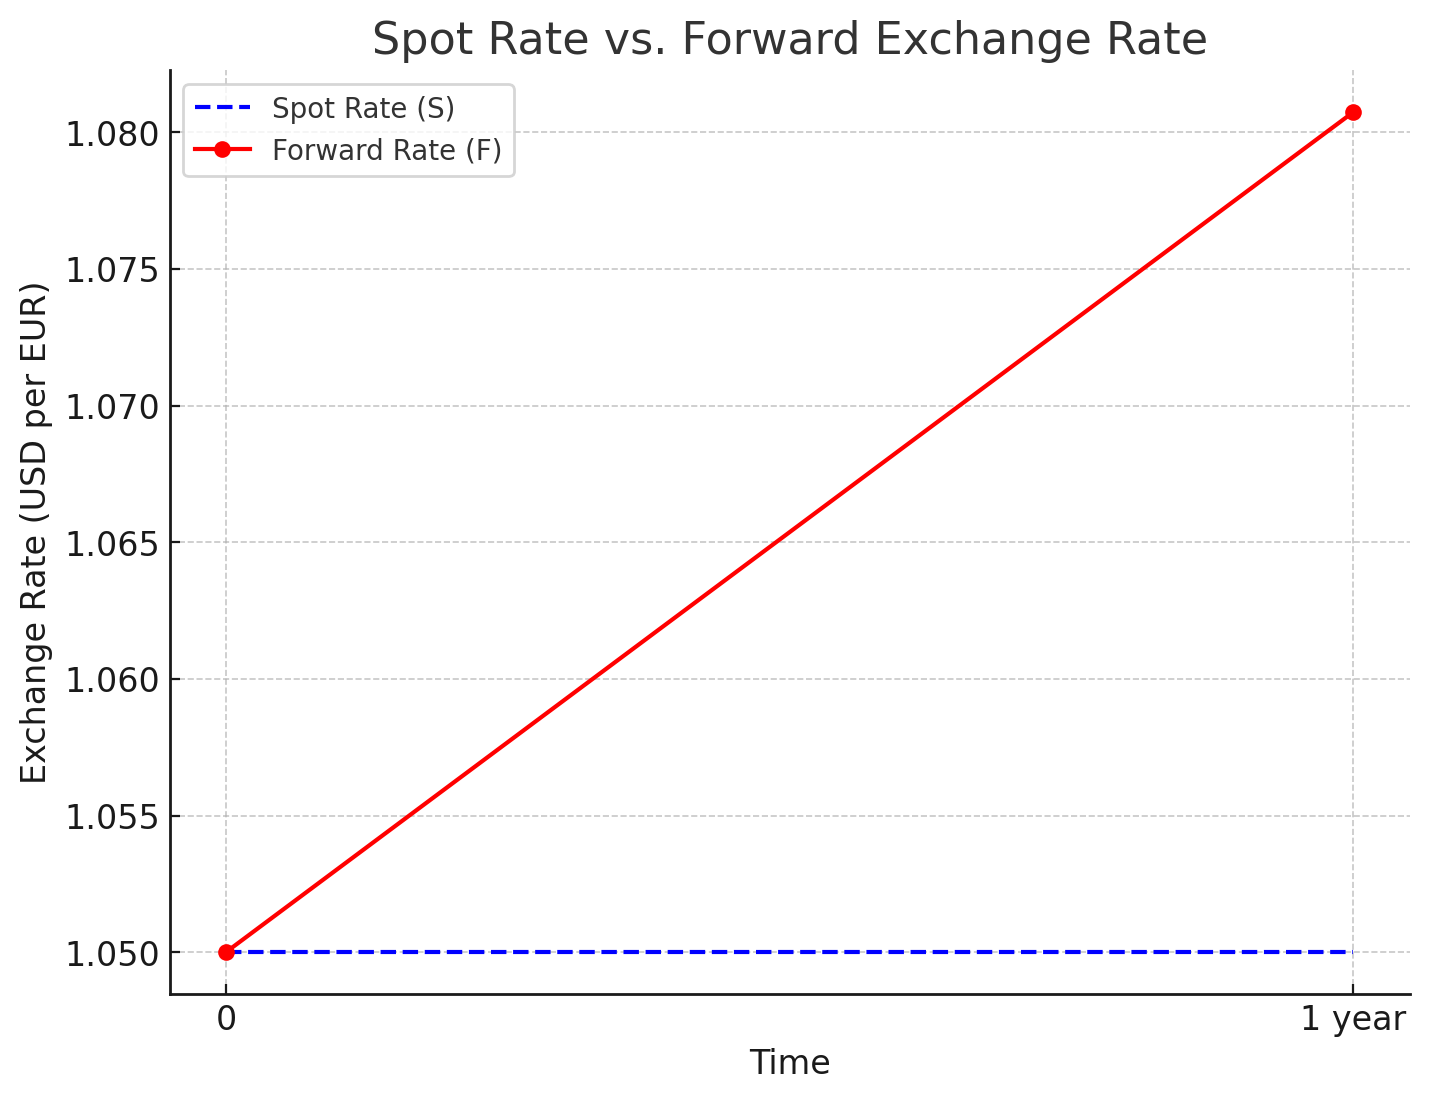 Spot Rate vs. Forward Exchange Rate
Spot Rate (S)
Forward Rate (F)
Exchange Rate (USD per EUR)
1.080
1.075
1.070
1.065
1.060
1.055
1.050
0
1 year
Time